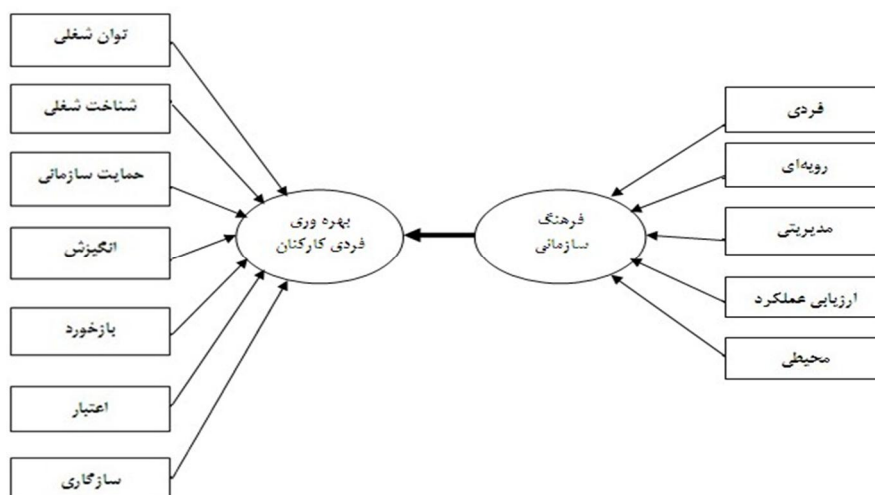 فردی
رویه‌ای
مدیریتی
ارزیابی عملکرد
محیطی
فرهنگ
سازمانی
بهره وری
فردی کارکنان
توان شغلی
شناخت شغلی
حمایت سازمانی
انگیزش
بازخورد
اعتبار
سازگاری